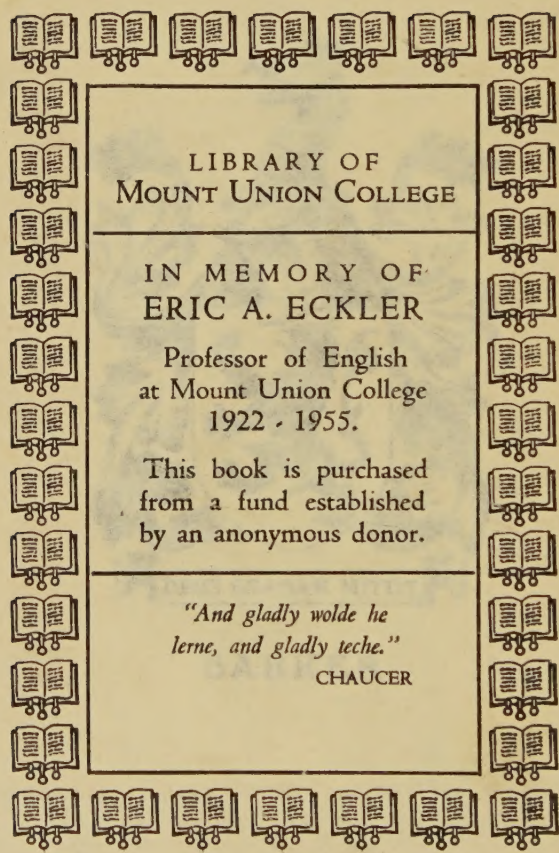 LIBRARY OF
MOUNT UNION COLLEGE
IN MEMORY OF
ERIC A. ECKLER
Professor of English
at Mount Union College
1922 - 1955.
This book is purchased
from a fund established
by an anonymous donor.
"And gladly wolde he
lerne, and gladly teche."
CHAUCER